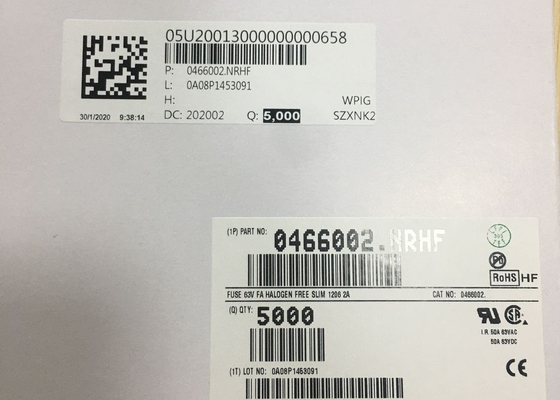 05U20013000000000658
P: 0466002.NRHF
L: 0A08P1453091
H: WPIG
DC: 202002 Q: 5,000 SZXNK2
30/1/2020 9:38:14
(1P) PART NO: 0466002.NRHF
Pb
RoHS HF
FUSE 63V FA HALOGEN FREE SLIM 1206 2A CAT NO: 0466002.
(Q) QTY: 5000
I.R. 50A 63VAC
50A 63VDC
(1T) LOT NO: 0A08P1453091
CE